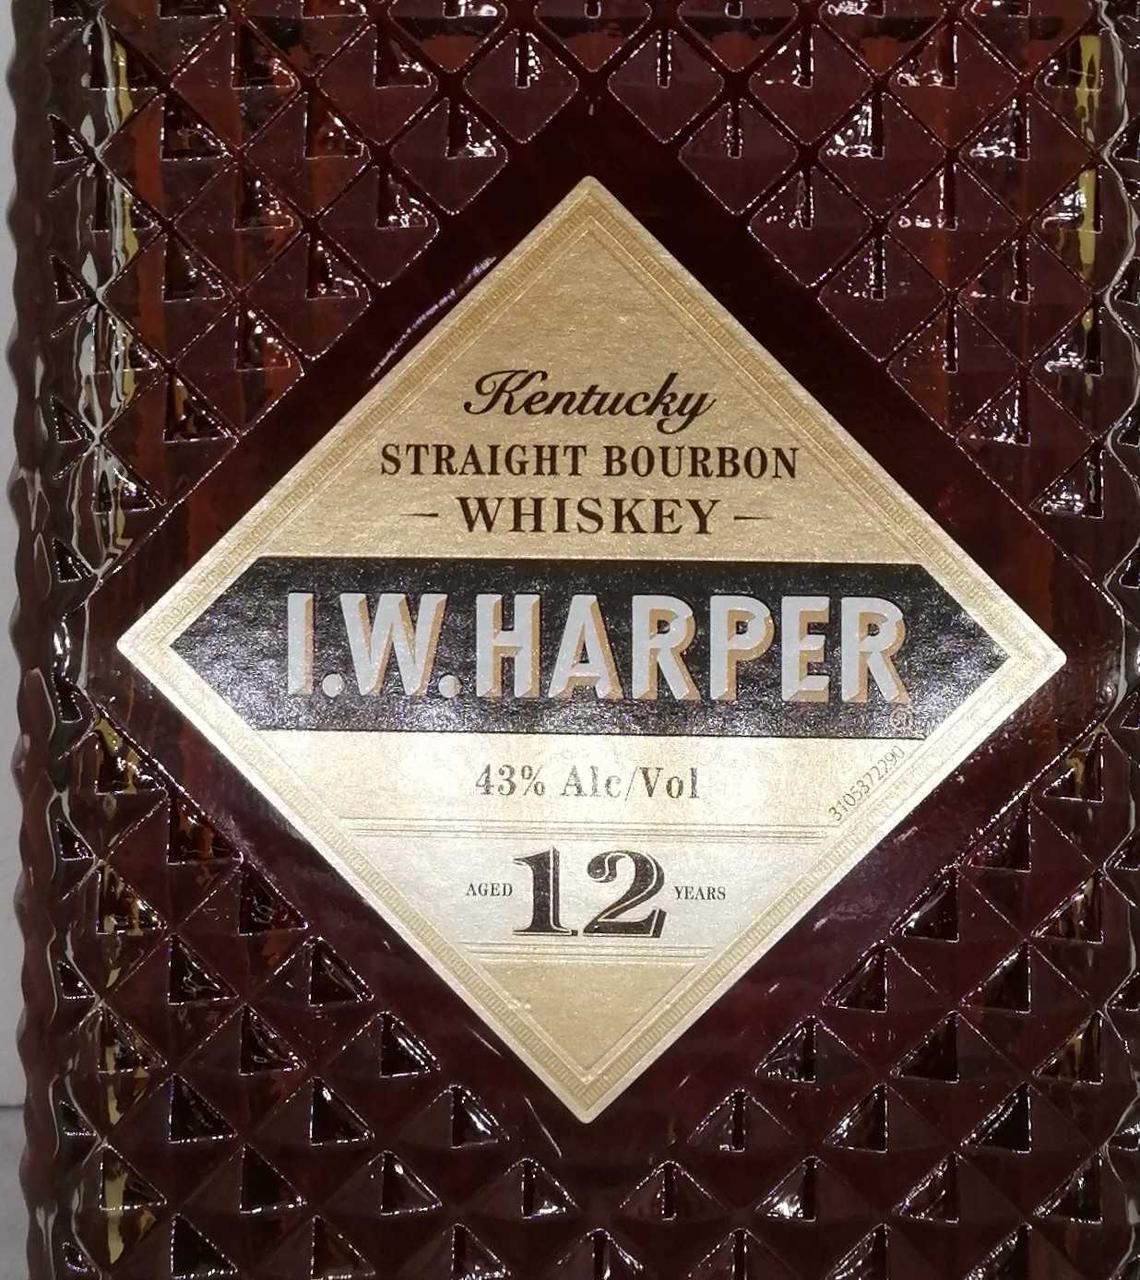 Kentucky
STRAIGHT BOURBON
– WHISKEY –
I.W.HARPER
®
43% Alc/Vol
3105372290
AGED 12 YEARS